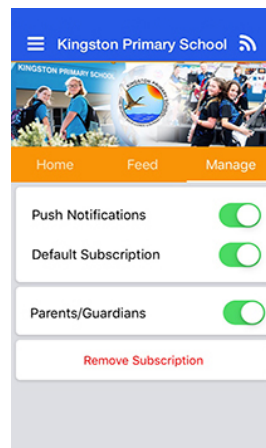 Kingston Primary School
KINGSTON PRIMARY SCHOOL
Home Feed Manage
Push Notifications
Default Subscription
Parents/Guardians
Remove Subscription